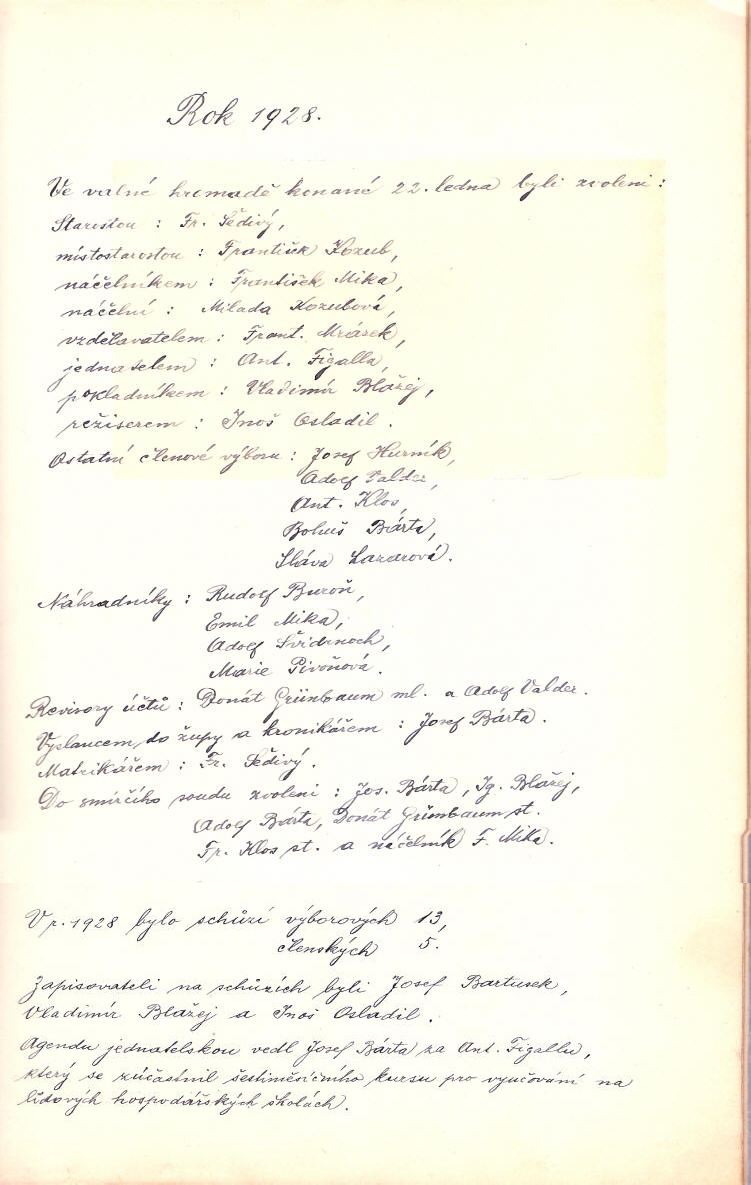 Rok 1928.
Ve valné hromadě konané 22. ledna byli zvoleni :
Starostou : Fr. Šedivý,
místostarostou : František Kozub,
náčelníkem : František Mika,
náčelní : Milada Kozubová,
vzdělavatelem : Frant. Mrázek,
jednatelem : Ant. Figalla,
pokladníkem : Vladimír Blažej,
režiserem : Inoš Osladil.
Ostatní členové výboru : Josef Hurník,
Adolf Valder,
Ant. Klos,
Bohuš Bárta,
Sláva Lazarová.
Náhradníky : Rudolf Buroň,
Emil Mika,
Adolf Švidrnoch,
Marie Pivoňová.
Revisory účtů : Donát Grünbaum ml. a Adolf Valder.
Vyslancem do župy a kronikářem : Josef Bárta.
Matrikářem : Fr. Šedivý.
Do smírčího soudu zvoleni : Jos. Bárta, Ig. Blažej,
Adolf Bárta, Donát Grünbaum st.
Fr. Klos st. a náčelník F. Mika.
V r. 1928 bylo schůzí výborových 13,
členských 5.
Zapisovateli na schůzích byli Josef Bartusek,
Vladimír Blažej a Inoš Osladil.
Agendu jednatelskou vedl Josef Bárta za Ant. Figallu,
který se zúčastnil šestiměsíčního kursu pro vyučování na
lidových hospodářských školách.